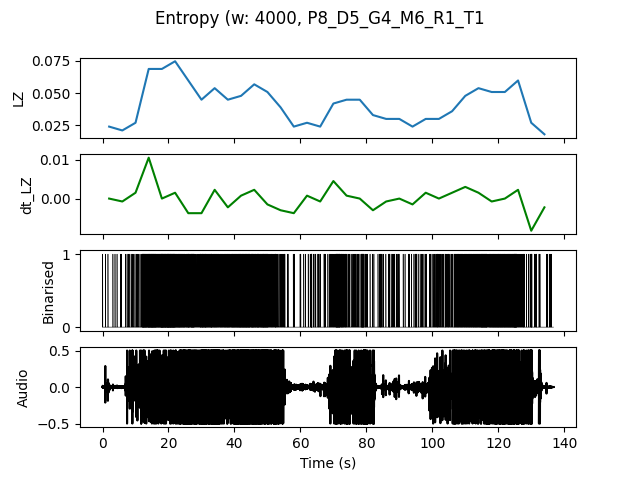 Entropy (w: 4000, P8_D5_G4_M6_R1_T1
0.075
0.050
0.025
LZ
0.01
0.00
dt_LZ
1
0
Binarised
0.5
0.0
−0.5
Audio
0 20 40 60 80 100 120 140
Time (s)